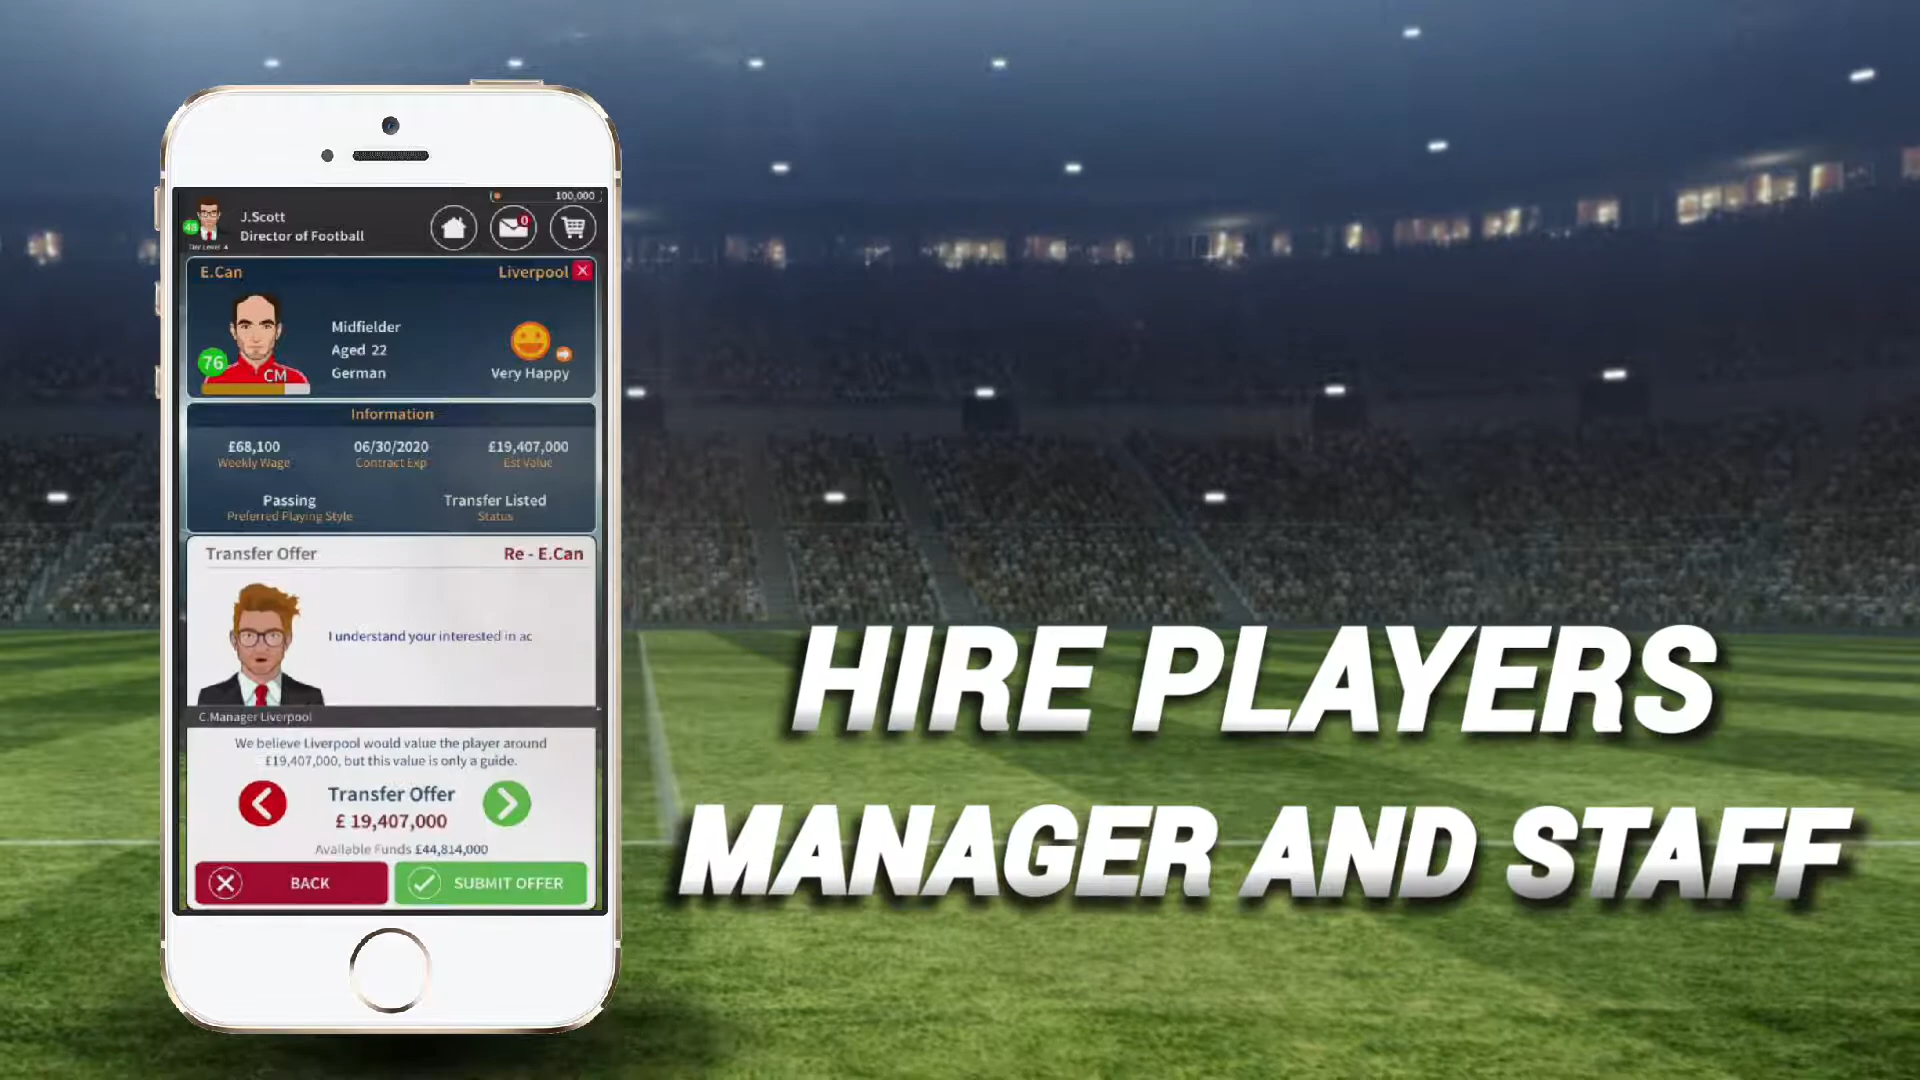 100,000
J.Scott
0
Director of Football
48
Tier Level 4
E.Can
Liverpool
Midfielder
Aged 22
German
76
CM
Very Happy
Information
£68,100
06/30/2020
£19,407,000
Weekly Wage
Contract Exp
Est Value
Passing
Transfer Listed
Preferred Playing Style
Status
Transfer Offer
Re - E.Can
I understand your interested in ac
C.Manager Liverpool
We believe Liverpool would value the player around
£19,407,000, but this value is only a guide.
Transfer Offer
£ 19,407,000
Available Funds £44,814,000
BACK
SUBMIT OFFER
HIRE PLAYERS
MANAGER AND STAFF